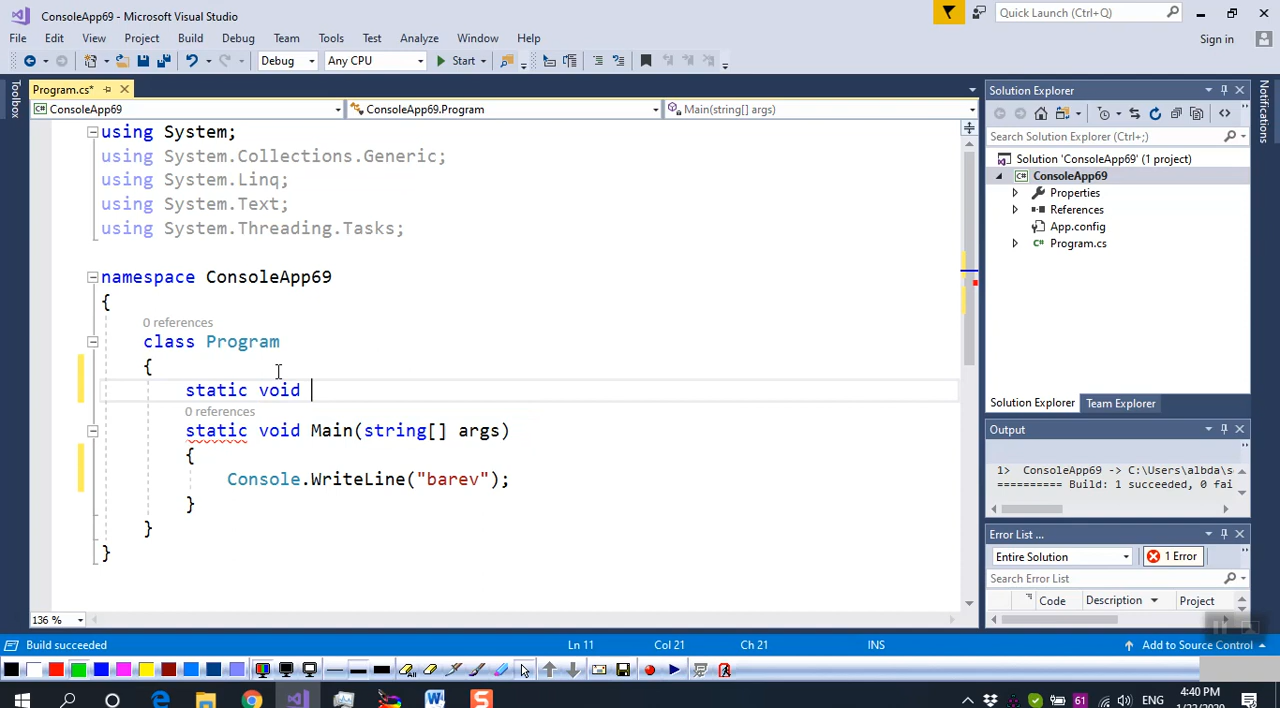 ConsoleApp69 - Microsoft Visual Studio
Quick Launch (Ctrl+Q)
File Edit View Project Build Debug Team Tools Test Analyze Window Help
Sign in
Debug Any CPU Start
Toolbox
Program.cs*
ConsoleApp69 ConsoleApp69.Program Main(string[] args)
using System;
using System.Collections.Generic;
using System.Linq;
using System.Text;
using System.Threading.Tasks;
namespace ConsoleApp69
{
0 references
class Program
{
static void
0 references
static void Main(string[] args)
{
Console.WriteLine("barev");
}
}
}
136 %
Solution Explorer
Search Solution Explorer (Ctrl+;)
Solution 'ConsoleApp69' (1 project)
C# ConsoleApp69
Properties
References
App.config
C# Program.cs
Solution Explorer Team Explorer
Notifications
Output
1> ConsoleApp69 -> C:\Users\albda\s
========== Build: 1 succeeded, 0 fai
Error List ...
Entire Solution 1 Error
Search Error List
Code Description Project
Build succeeded Ln 11 Col 21 Ch 21 INS Add to Source Control
61 ENG 4:40 PM